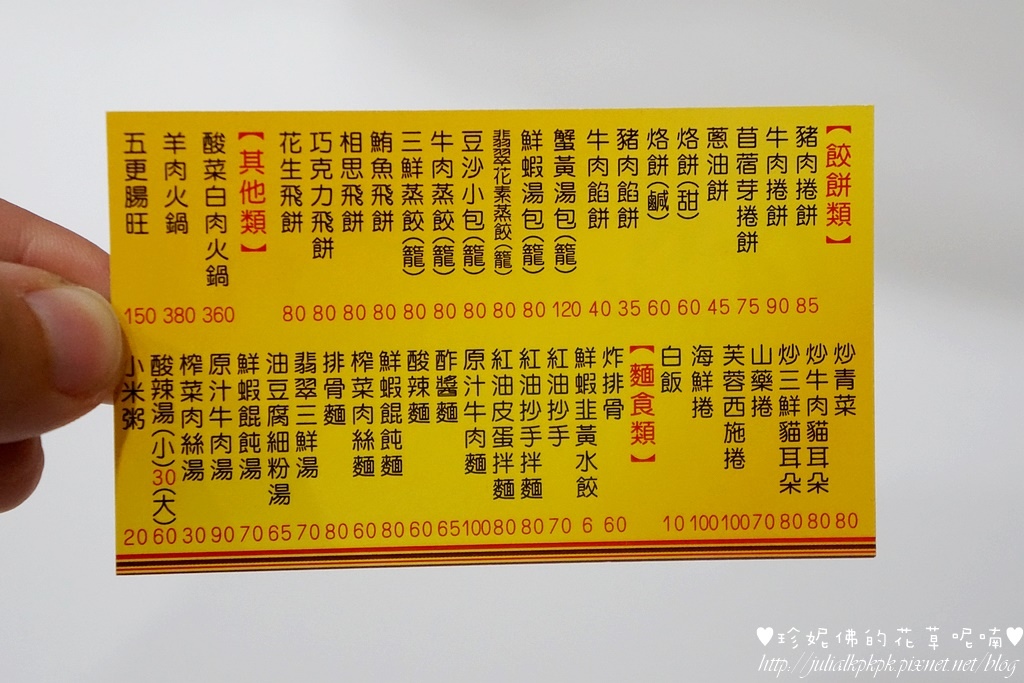 【餃餅類】
豬肉捲餅 85
牛肉捲餅 90
苜蓿芽捲餅 75
蔥油餅 45
烙餅(甜) 60
烙餅(鹹) 60
豬肉餡餅 35
牛肉餡餅 40
蟹黃湯包(籠) 120
鮮蝦湯包(籠) 80
翡翠花素蒸餃(籠) 80
豆沙小包(籠) 80
牛肉蒸餃(籠) 80
三鮮蒸餃(籠) 80
鮪魚飛餅 80
相思飛餅 80
巧克力飛餅 80
花生飛餅 80
【其他類】
酸菜白肉火鍋 360
羊肉火鍋 380
五更腸旺 150
炒青菜 80
炒牛肉貓耳朵 80
炒三鮮貓耳朵 80
山藥捲 70
芙蓉西施捲 100
海鮮捲 100
白飯 10
【麵食類】
炸排骨 60
鮮蝦韭黃水餃 6
紅油抄手 70
紅油抄手拌麵 80
紅油皮蛋拌麵 80
原汁牛肉麵 100
酢醬麵 65
酸辣麵 60
鮮蝦餛飩麵 80
榨菜肉絲麵 60
排骨麵 80
翡翠三鮮湯 70
油豆腐細粉湯 65
鮮蝦餛飩湯 70
原汁牛肉湯 90
榨菜肉絲湯 30
酸辣湯(小)30(大) 60
小米粥 20
♥珍妮佛的花草呢喃♥
http://julialkpkpk.pixnet.net/blog